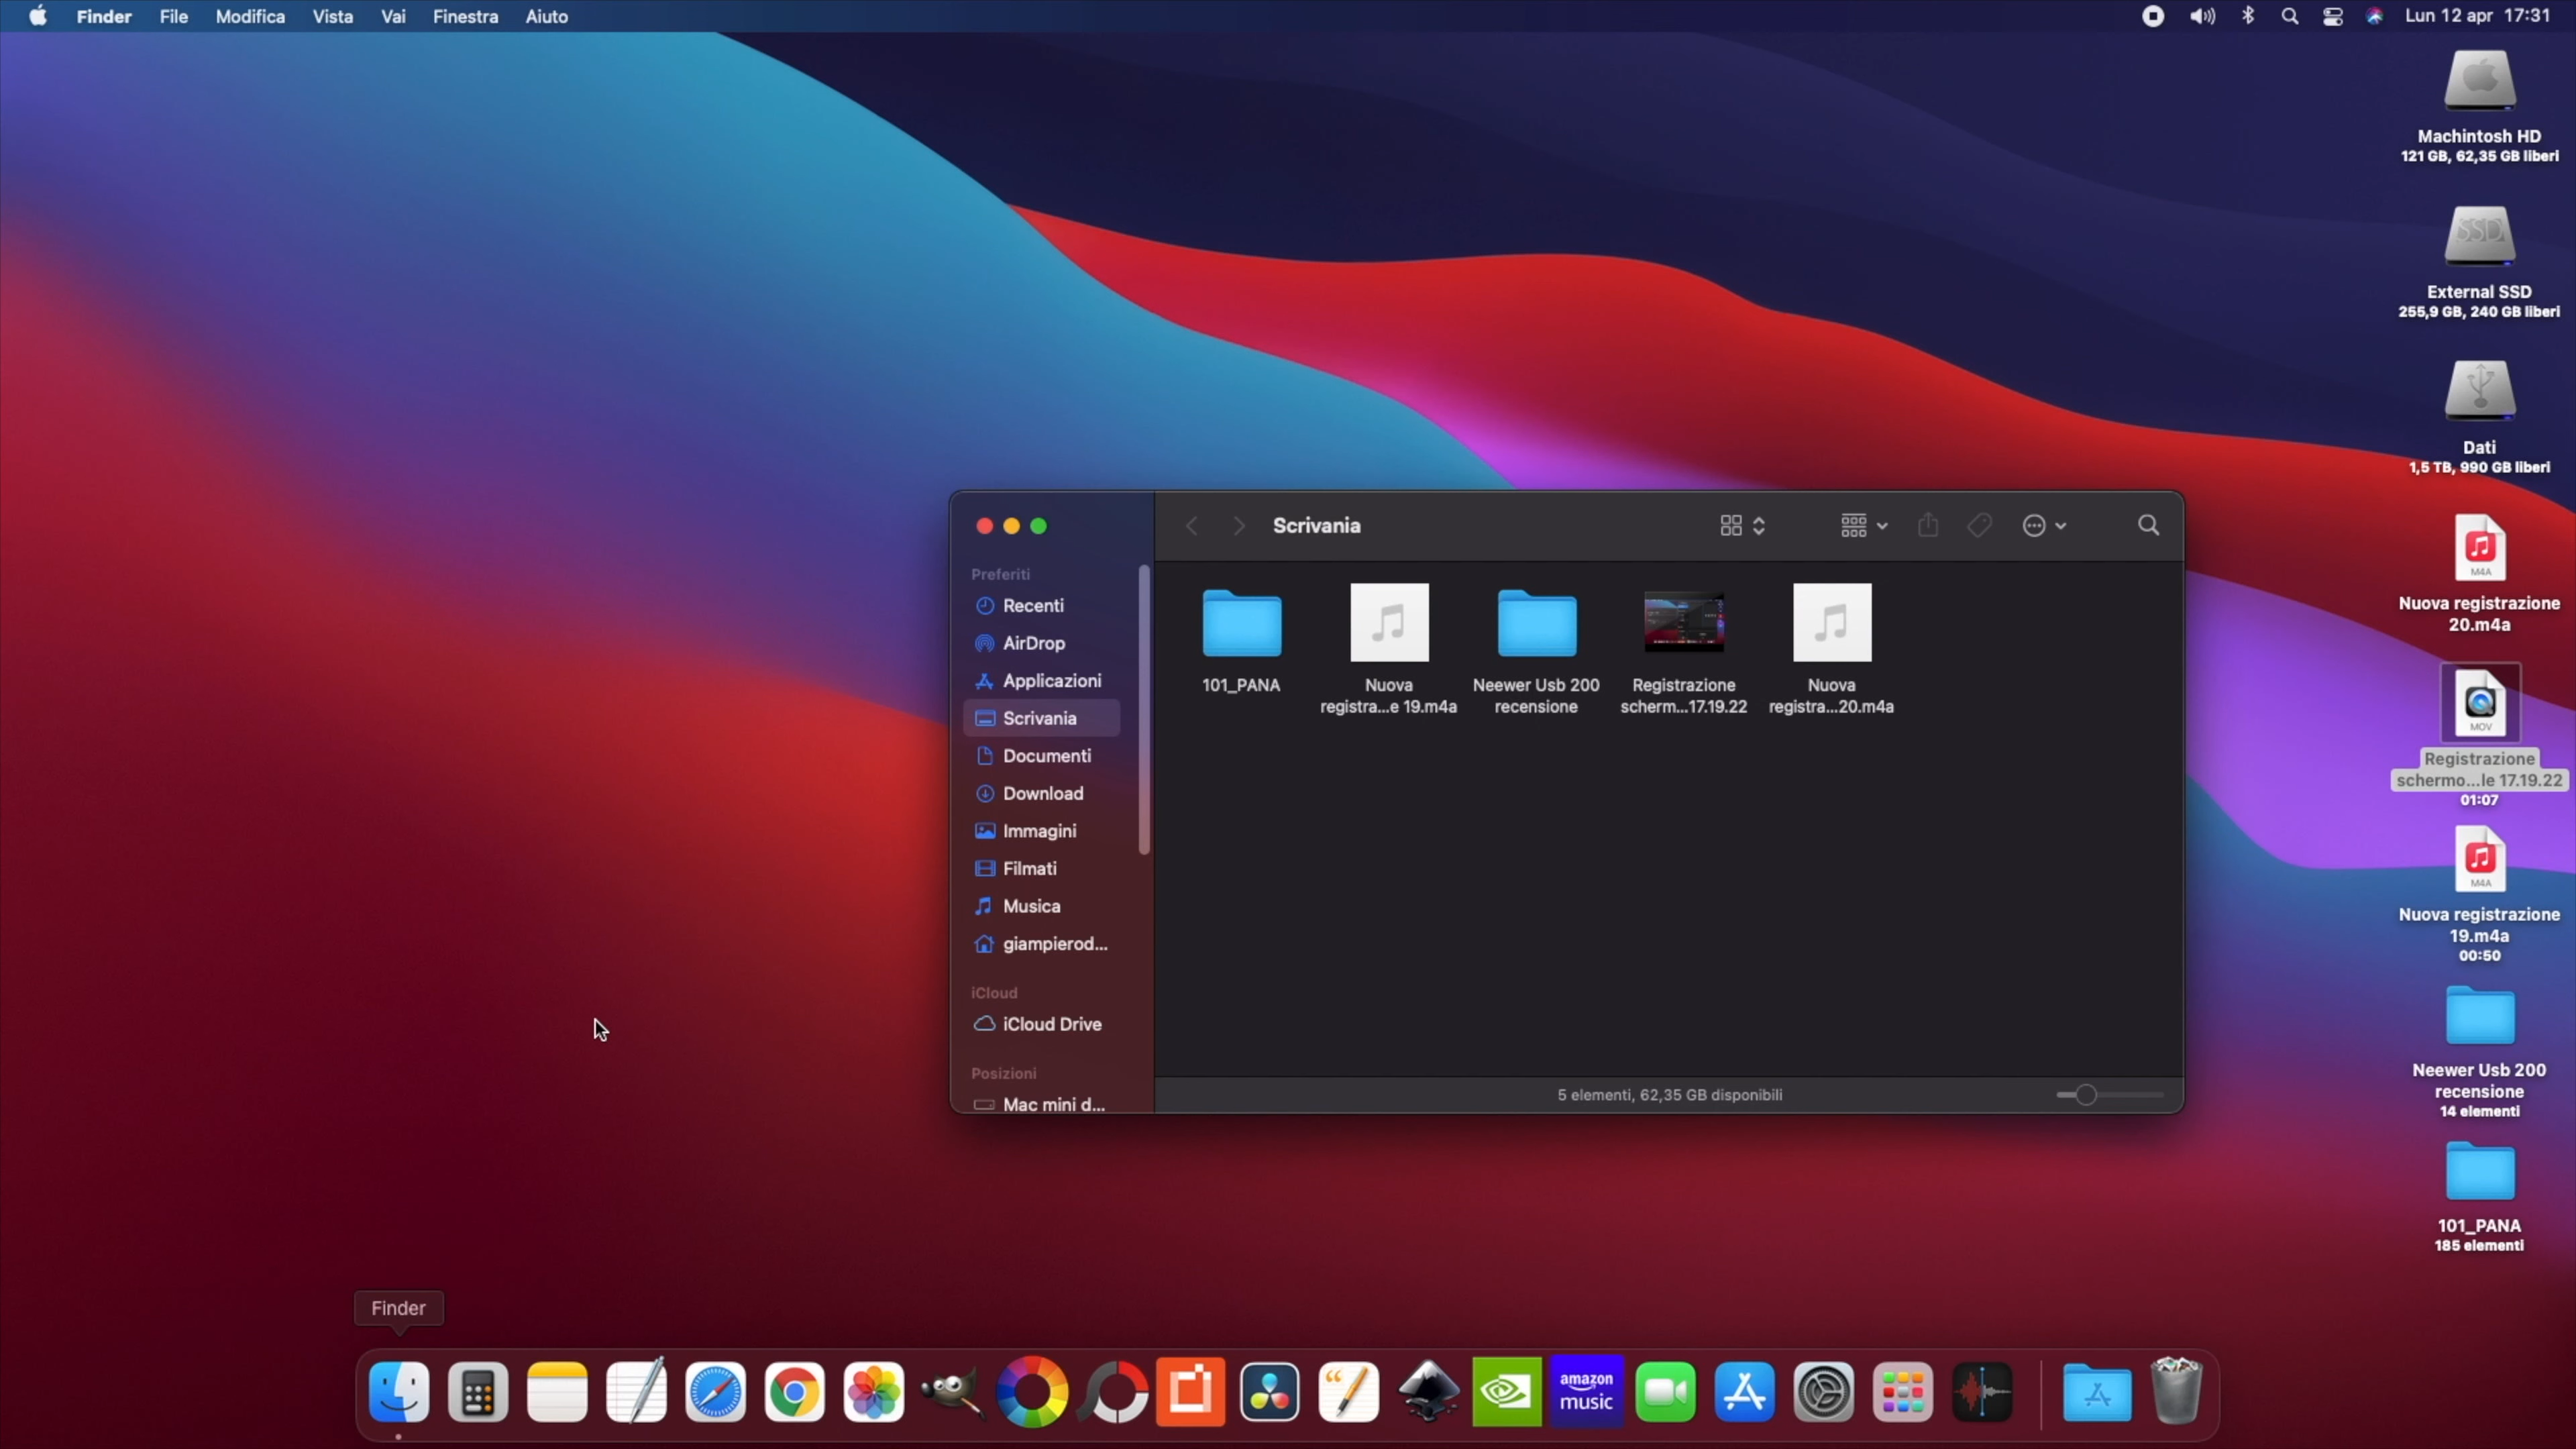 Finder File Modifica Vista Vai Finestra Aiuto
Lun 12 apr 17:31
Machintosh HD
121 GB, 62,35 GB liberi
SSD
External SSD
255,9 GB, 240 GB liberi
Dati
1,5 TB, 990 GB liberi
M4A
Nuova registrazione
20.m4a
MOV
Registrazione
schermo...le 17.19.22
01:07
M4A
Nuova registrazione
19.m4a
00:50
Neewer Usb 200
recensione
14 elementi
101_PANA
185 elementi
Scrivania
Preferiti
Recenti
AirDrop
Applicazioni
Scrivania
Documenti
Download
Immagini
Filmati
Musica
giampierod...
iCloud
iCloud Drive
Posizioni
Mac mini d...
101_PANA
Nuova
registra...e 19.m4a
Neewer Usb 200
recensione
Registrazione
scherm...17.19.22
Nuova
registra...20.m4a
5 elementi, 62,35 GB disponibili
Finder
amazon
music